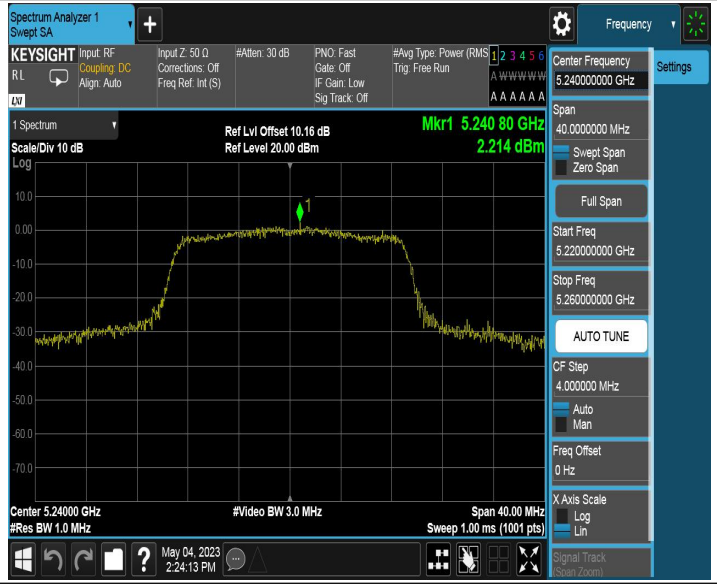 Spectrum Analyzer 1
Swept SA
Frequency
KEYSIGHT
RL
LXI
Input: RF
Coupling: DC
Align: Auto
Input Z: 50 Ω
Corrections: Off
Freq Ref: Int (S)
#Atten: 30 dB
PNO: Fast
Gate: Off
IF Gain: Low
Sig Track: Off
#Avg Type: Power (RMS
Trig: Free Run
1 2 3 4 5 6
A W W W W W
A A A A A A
1 Spectrum
Scale/Div 10 dB
Log
Ref Lvl Offset 10.16 dB
Ref Level 20.00 dBm
Mkr1 5.240 80 GHz
2.214 dBm
1
10.0
0.00
-10.0
-20.0
-30.0
-40.0
-50.0
-60.0
-70.0
Center 5.24000 GHz
#Res BW 1.0 MHz
#Video BW 3.0 MHz
Span 40.00 MHz
Sweep 1.00 ms (1001 pts)
May 04, 2023
2:24:13 PM
?
Center Frequency
5.240000000 GHz
Span
40.0000000 MHz
Swept Span
Zero Span
Full Span
Start Freq
5.220000000 GHz
Stop Freq
5.260000000 GHz
AUTO TUNE
CF Step
4.000000 MHz
Auto
Man
Freq Offset
0 Hz
X Axis Scale
Log
Lin
Signal Track
(Span Zoom)
Settings